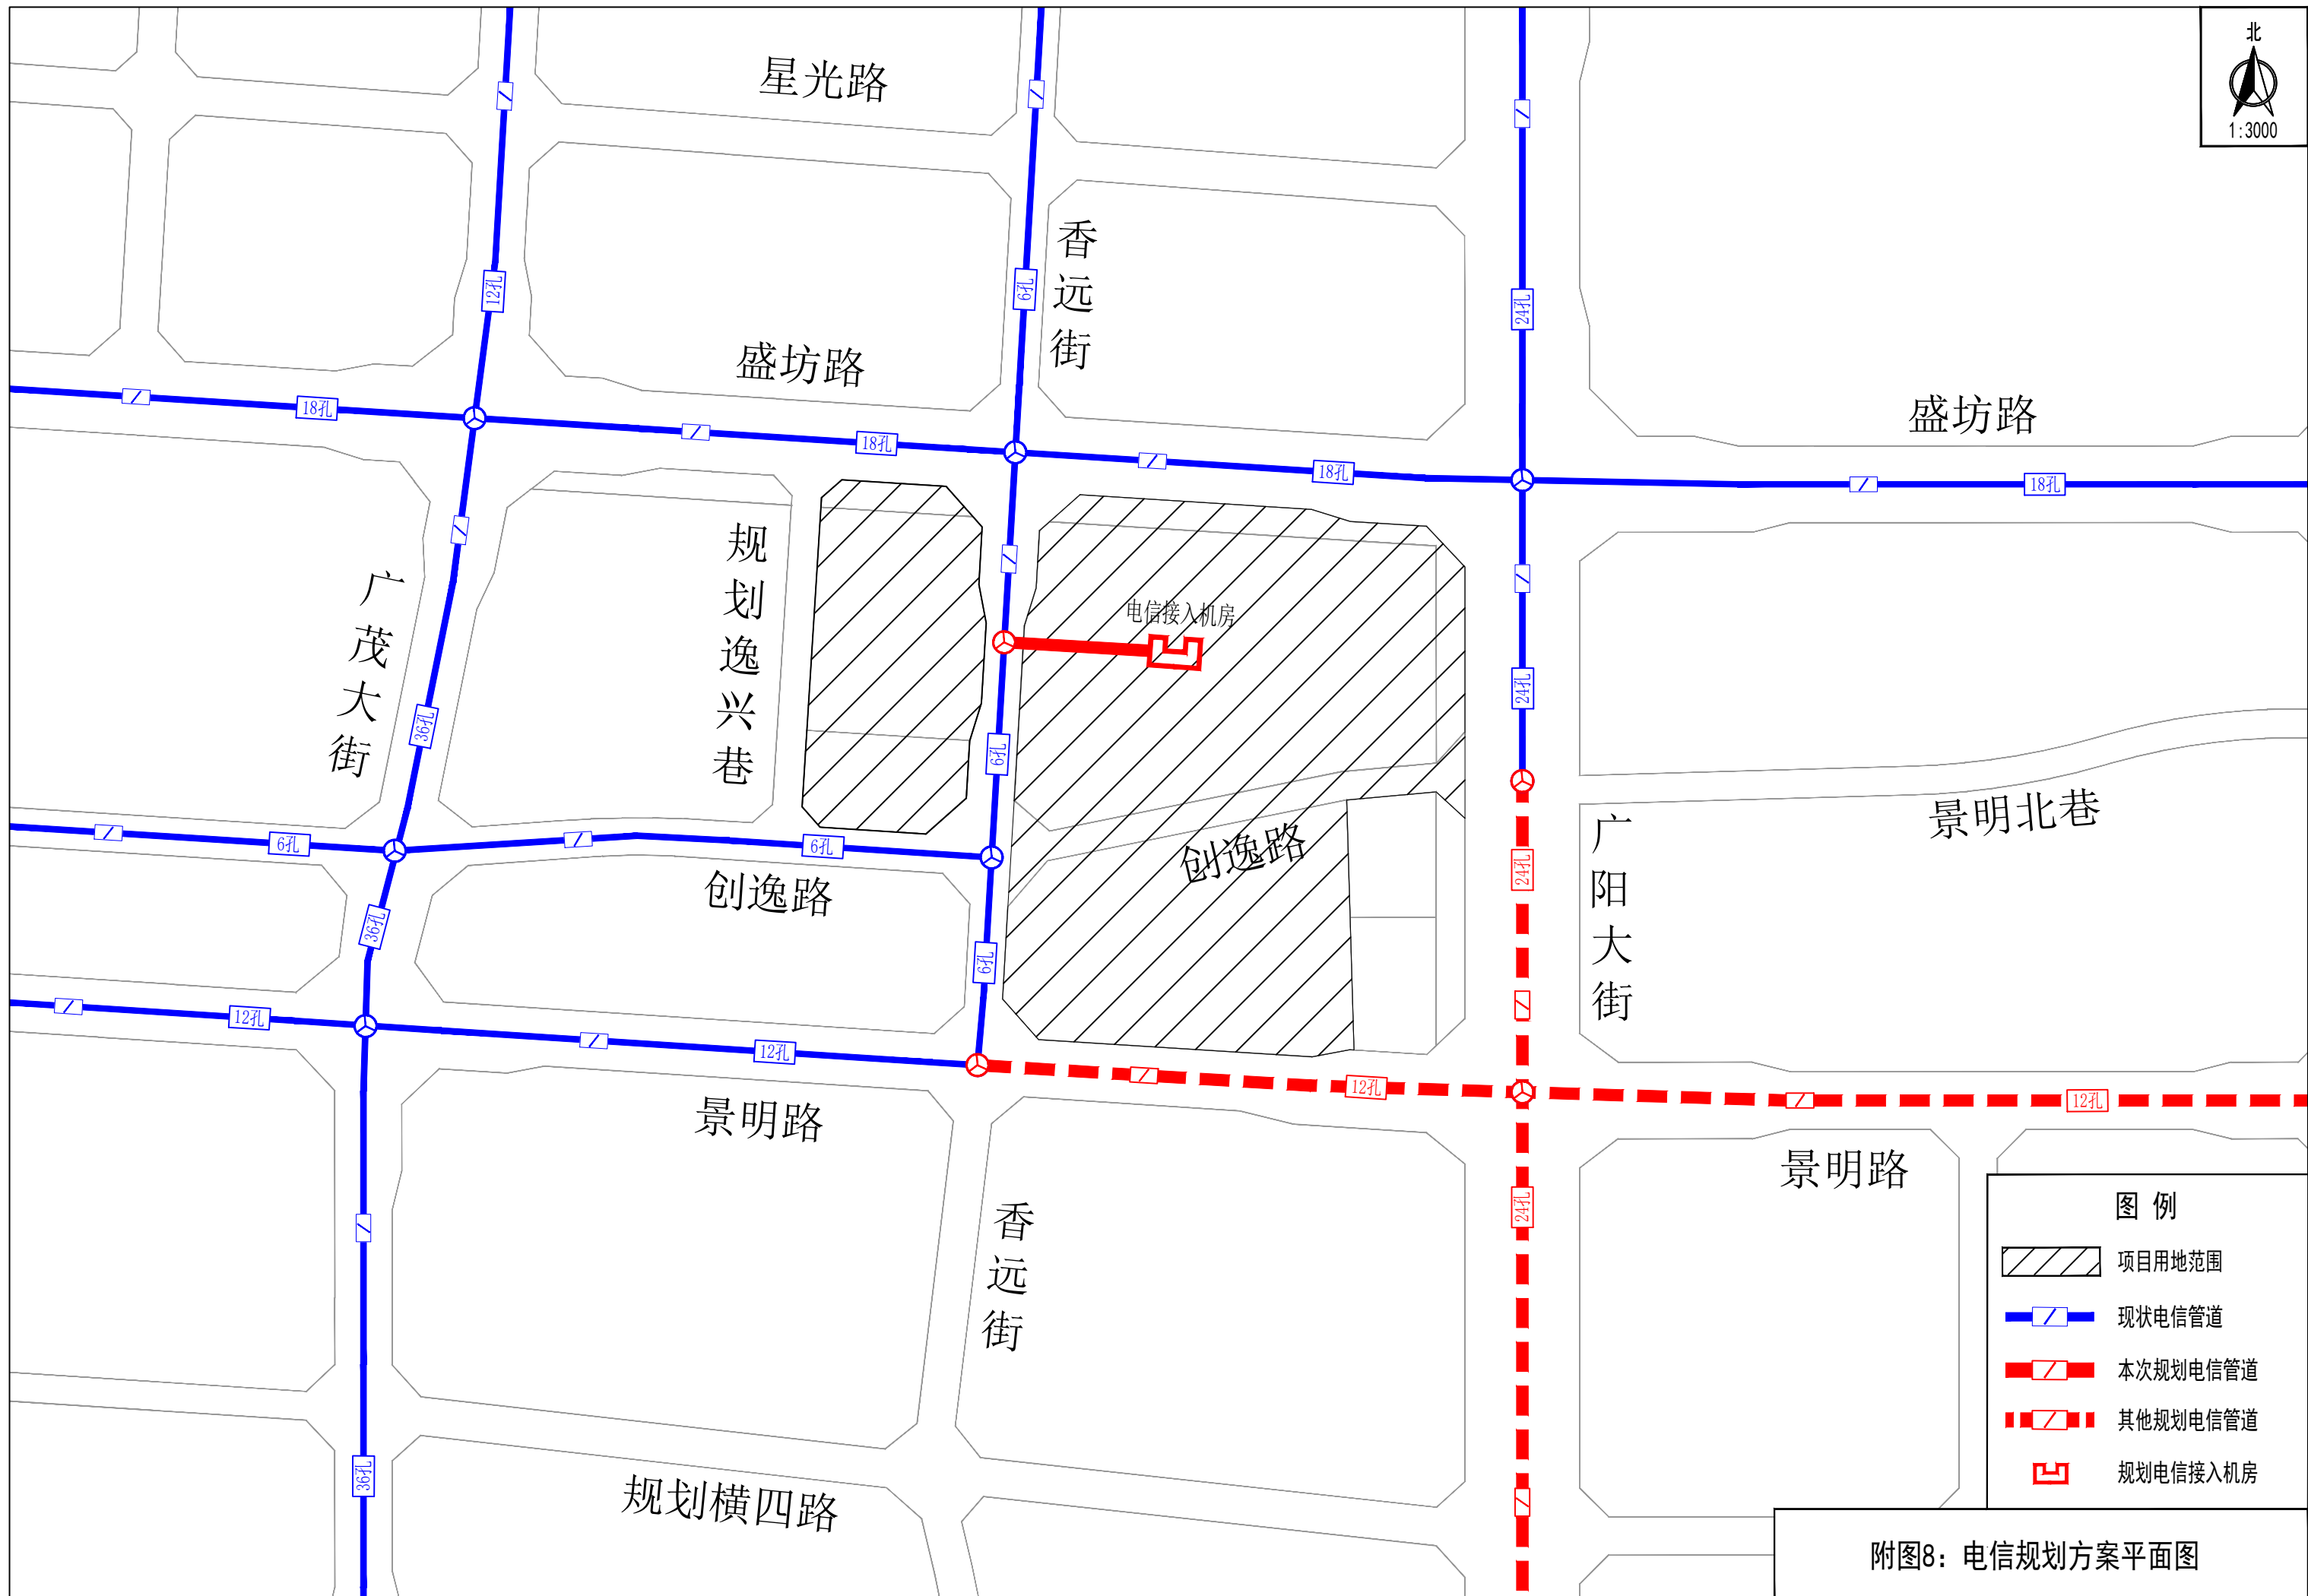 北
1:3000
星光路
香远街
12孔
6孔
24孔
盛坊路
盛坊路
18孔
18孔
18孔
18孔
规划逸兴巷
广茂大街
电信接入机房
36孔
6孔
24孔
景明北巷
广阳大街
6孔
6孔
创逸路
创逸路
24孔
36孔
6孔
12孔
12孔
12孔
12孔
景明路
景明路
24孔
香远街
36孔
规划横四路
图 例
项目用地范围
现状电信管道
本次规划电信管道
其他规划电信管道
规划电信接入机房
附图8：电信规划方案平面图